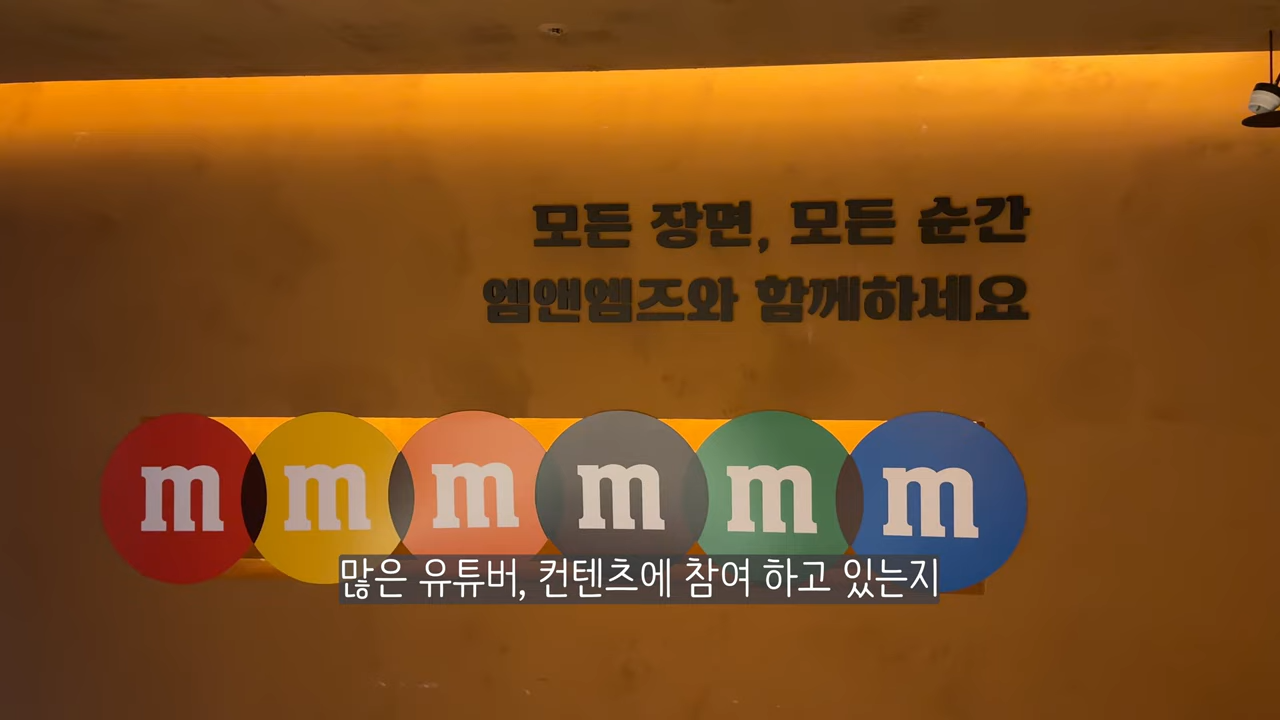 모든 장면, 모든 순간
엠앤엠즈와 함께하세요
m m m m m m
많은 유튜버, 컨텐츠에 참여 하고 있는지